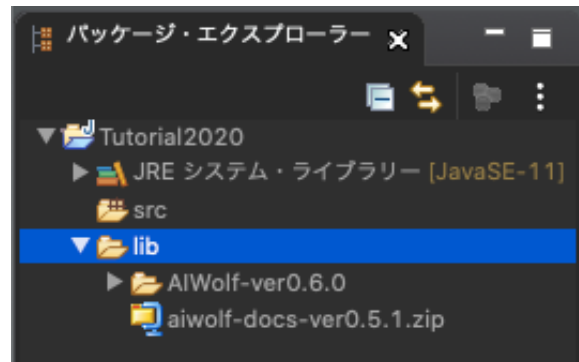 パッケージ・エクスプローラー
Tutorial2020
JRE システム・ライブラリー [JavaSE-11]
src
lib
AIWolf-ver0.6.0
aiwolf-docs-ver0.5.1.zip